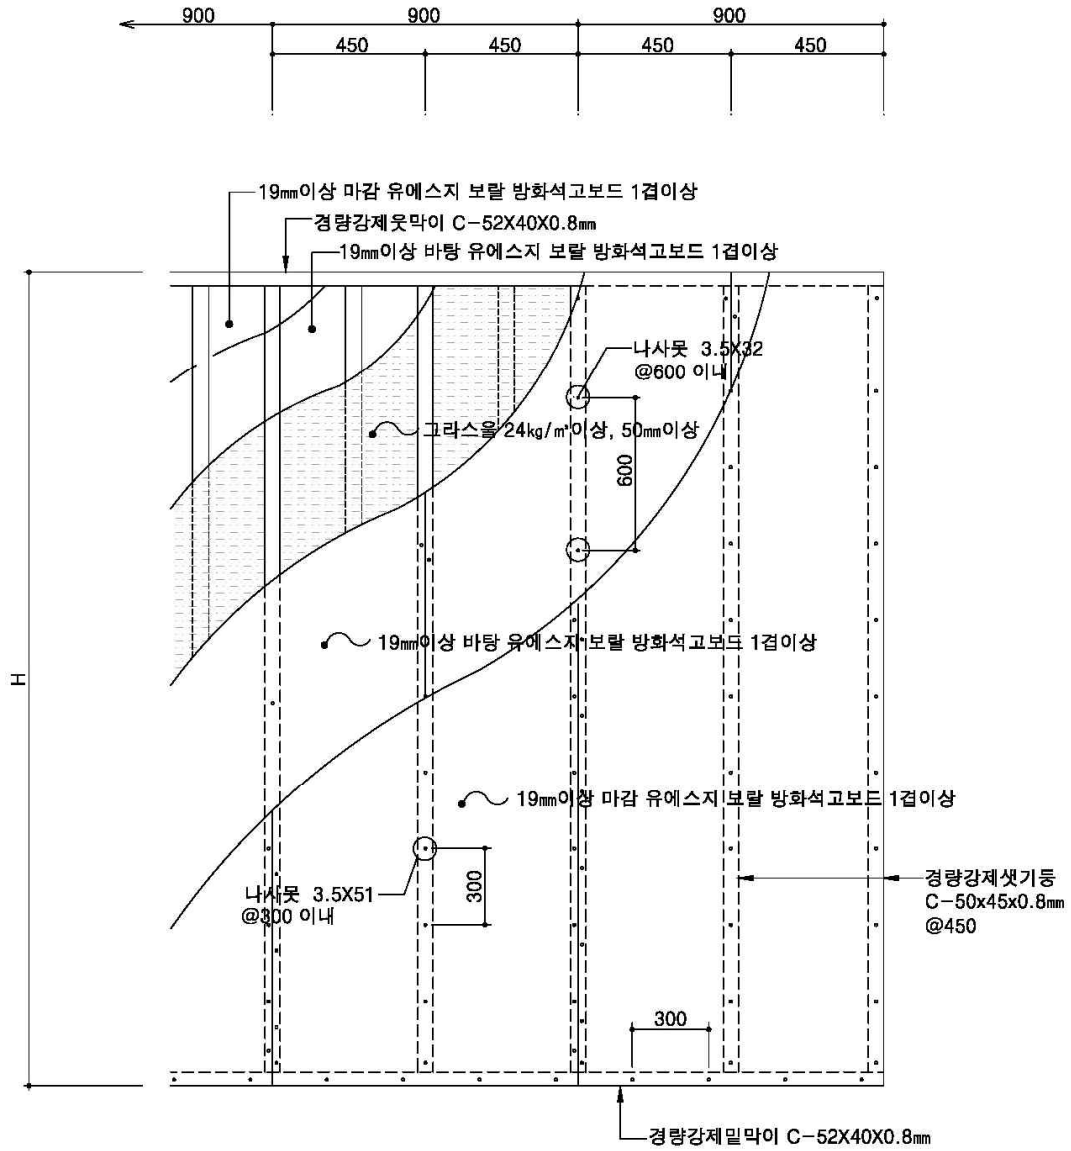 900
900
900
450
450
450
450
19㎜이상 마감 유에스지 보랄 방화석고보드 1겹이상
경량강제웃막이 C-52X40X0.8㎜
19㎜이상 바탕 유에스지 보랄 방화석고보드 1겹이상
나사못 3.5X32
@600 이내
그라스울 24㎏/㎥이상, 50㎜이상
600
19㎜이상 바탕 유에스지 보랄 방화석고보드 1겹이상
H
19㎜이상 마감 유에스지 보랄 방화석고보드 1겹이상
나사못 3.5X51
@300 이내
300
경량강제샛기둥
C-50x45x0.8㎜
@450
300
경량강제밑막이 C-52X40X0.8㎜